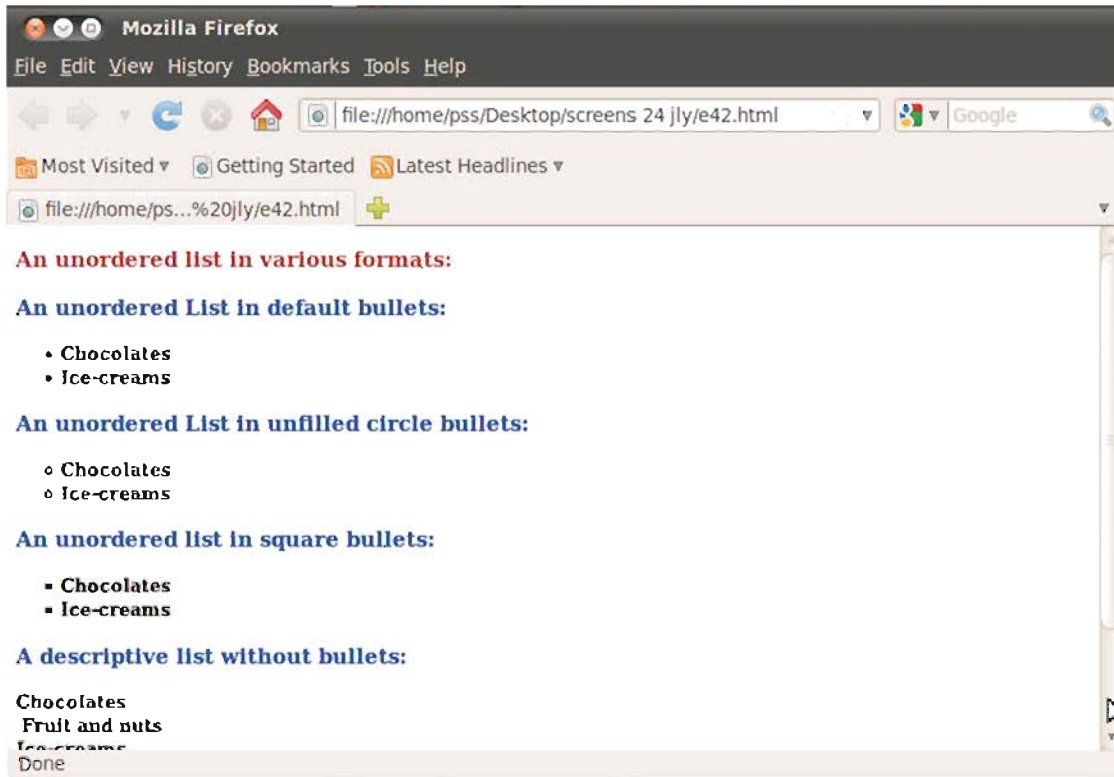 Mozilla Firefox
File Edit View History Bookmarks Tools Help
file:///home/pss/Desktop/screens 24 jly/e42.html Google
Most Visited Getting Started Latest Headlines
file:///home/ps...%20jly/e42.html
An unordered list in various formats:
An unordered List in default bullets:
• Chocolates
• Ice-creams
An unordered List in unfilled circle bullets:
o Chocolates
o Ice-creams
An unordered list in square bullets:
▪ Chocolates
▪ Ice-creams
A descriptive list without bullets:
Chocolates
Fruit and nuts
Ice-creams
Done